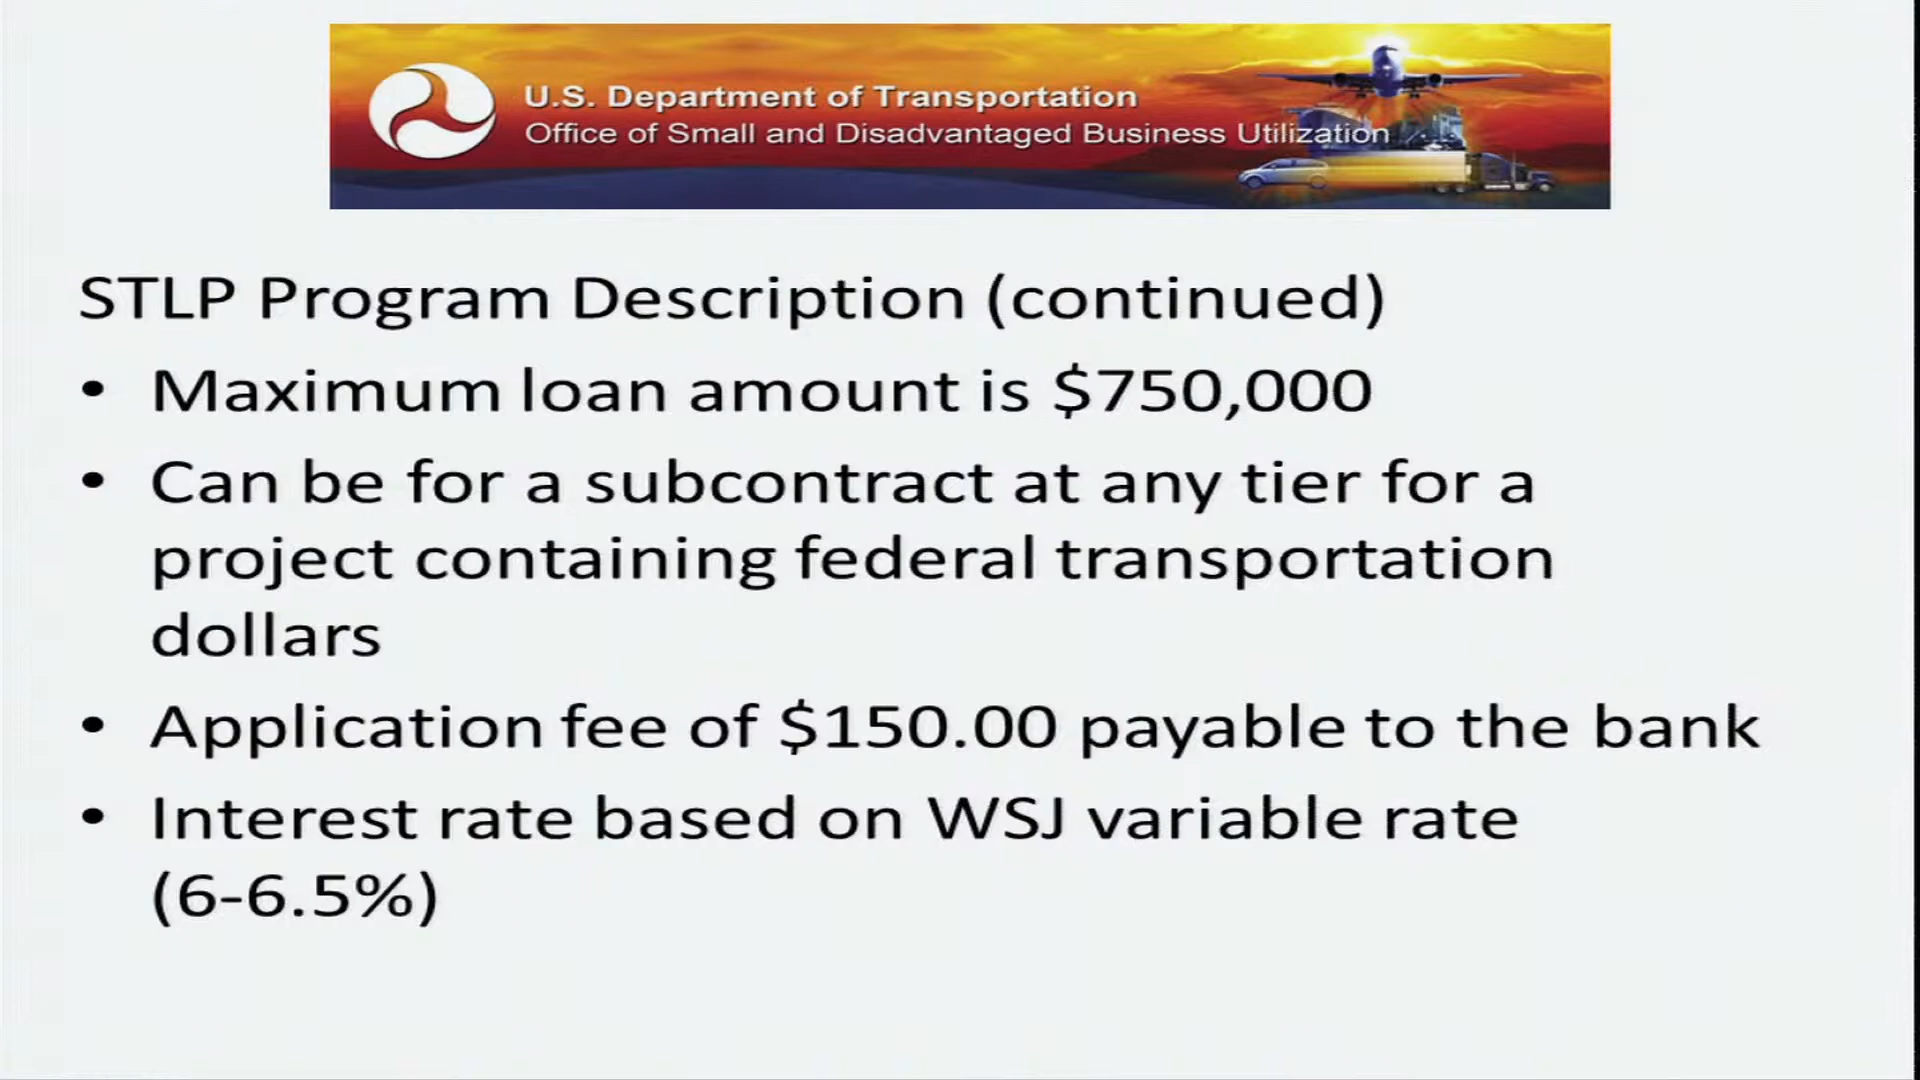 U.S. Department of Transportation
Office of Small and Disadvantaged Business Utilization
STLP Program Description (continued)
• Maximum loan amount is $750,000
• Can be for a subcontract at any tier for a
project containing federal transportation
dollars
• Application fee of $150.00 payable to the bank
• Interest rate based on WSJ variable rate
(6-6.5%)